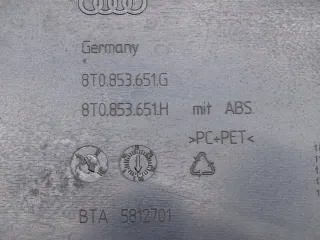 Germany
8T0.853.651.G
8T0.853.651.H mit ABS
>PC+PET<
BTA 5812701